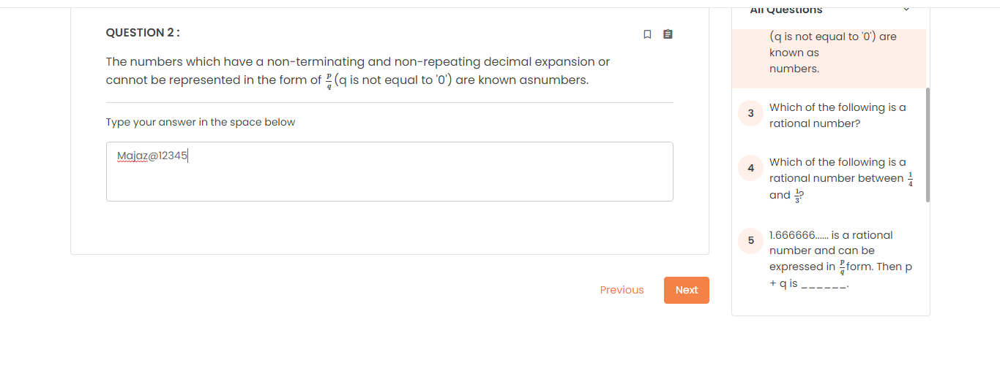 All Questions
QUESTION 2 :
The numbers which have a non-terminating and non-repeating decimal expansion or
cannot be represented in the form of p/q (q is not equal to '0') are known asnumbers.
Type your answer in the space below
Majaz@12345
Previous
Next
(q is not equal to '0') are
known as
numbers.
3
Which of the following is a
rational number?
4
Which of the following is a
rational number between 1/4
and 1/3?
5
1.666666...... is a rational
number and can be
expressed in p/q form. Then p
+ q is ______.